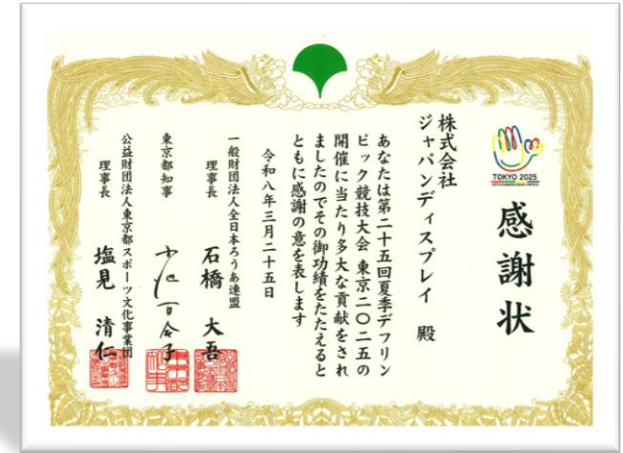 TOKYO 2025
感謝状
株式会社
ジャパンディスプレイ 殿
あなたは第二十五回夏季デフリン
ピック競技大会 東京二〇二五の
開催に当たり多大な貢献をされ
ましたのでその御功績をたたえると
ともに感謝の意を表します
令和八年三月二十五日
一般財団法人全日本ろうあ連盟
理事長 石橋 大吾
東京都知事 小池百合子
公益財団法人東京都スポーツ文化事業団
理事長 塩見 清仁